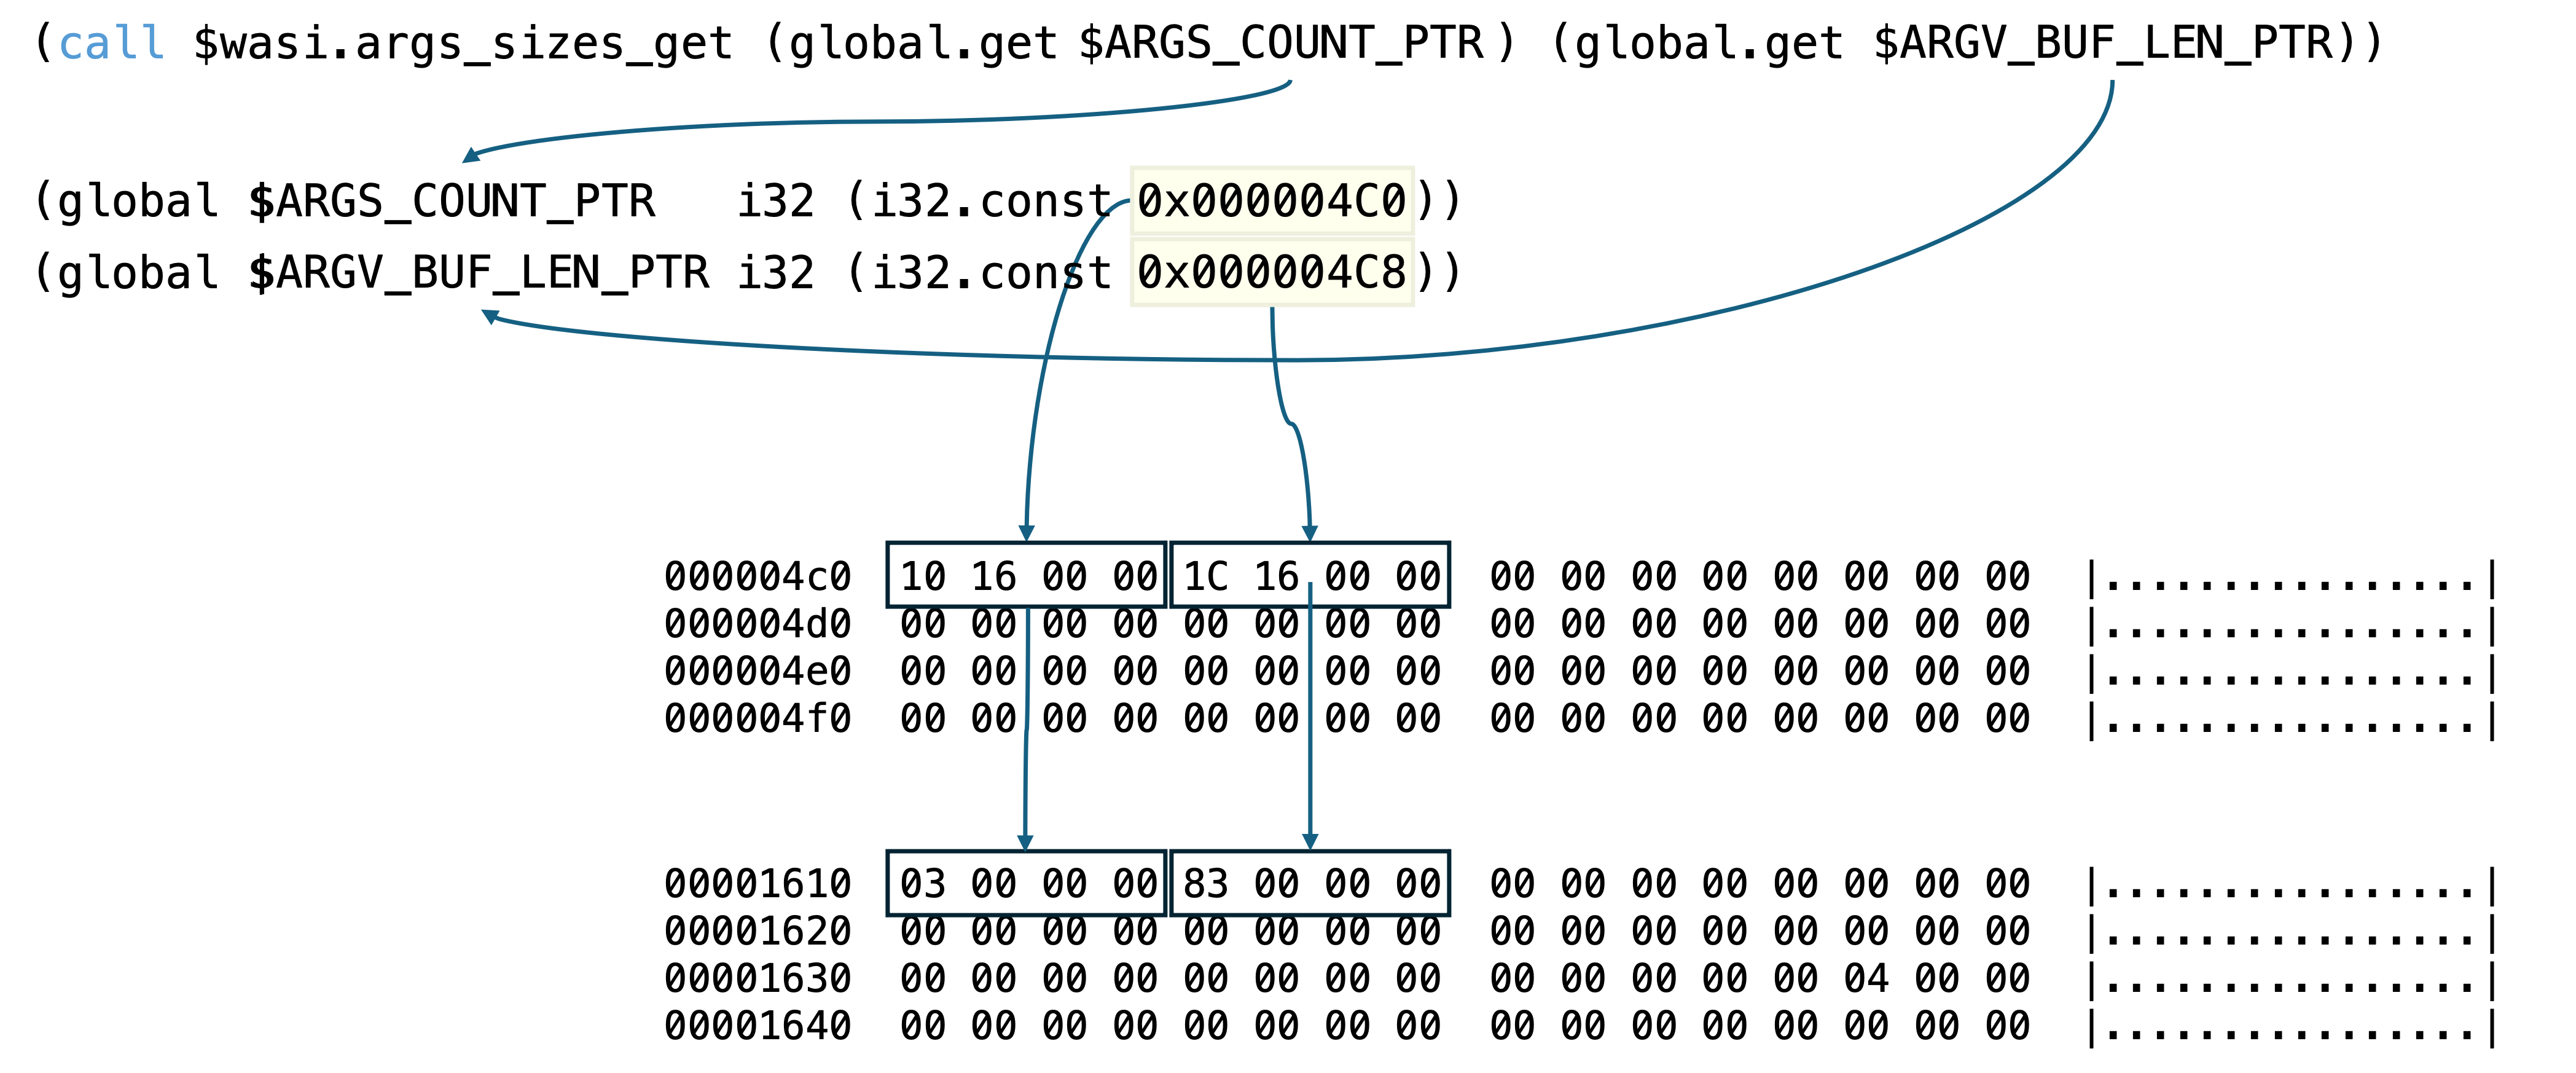 (call $wasi.args_sizes_get (global.get $ARGS_COUNT_PTR) (global.get $ARGV_BUF_LEN_PTR))
(global $ARGS_COUNT_PTR i32 (i32.const 0x000004C0))
(global $ARGV_BUF_LEN_PTR i32 (i32.const 0x000004C8))
000004c0 10 16 00 00 1C 16 00 00 00 00 00 00 00 00 00 00 |................|
000004d0 00 00 00 00 00 00 00 00 00 00 00 00 00 00 00 00 |................|
000004e0 00 00 00 00 00 00 00 00 00 00 00 00 00 00 00 00 |................|
000004f0 00 00 00 00 00 00 00 00 00 00 00 00 00 00 00 00 |................|
00001610 03 00 00 00 83 00 00 00 00 00 00 00 00 00 00 00 |................|
00001620 00 00 00 00 00 00 00 00 00 00 00 00 00 00 00 00 |................|
00001630 00 00 00 00 00 00 00 00 00 00 00 00 00 04 00 00 |................|
00001640 00 00 00 00 00 00 00 00 00 00 00 00 00 00 00 00 |................|